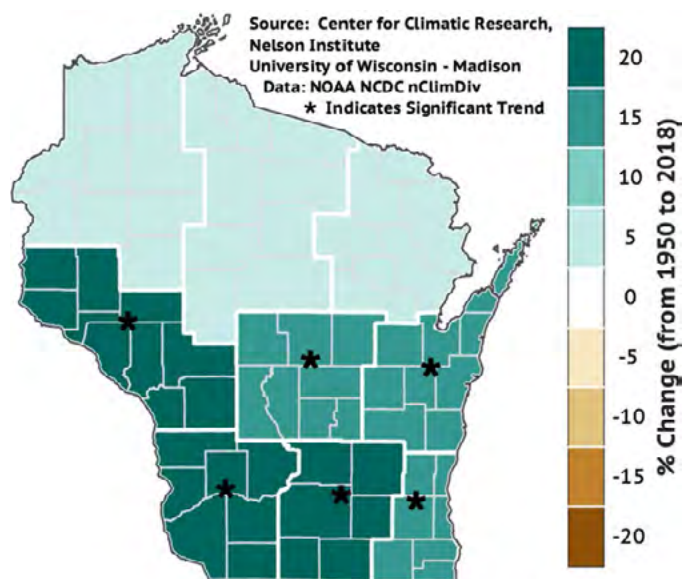 Source: Center for Climatic Research,
Nelson Institute
University of Wisconsin - Madison
Data: NOAA NCDC nClimDiv
* Indicates Significant Trend
20
15
10
5
0
-5
-10
-15
-20
% Change (from 1950 to 2018)